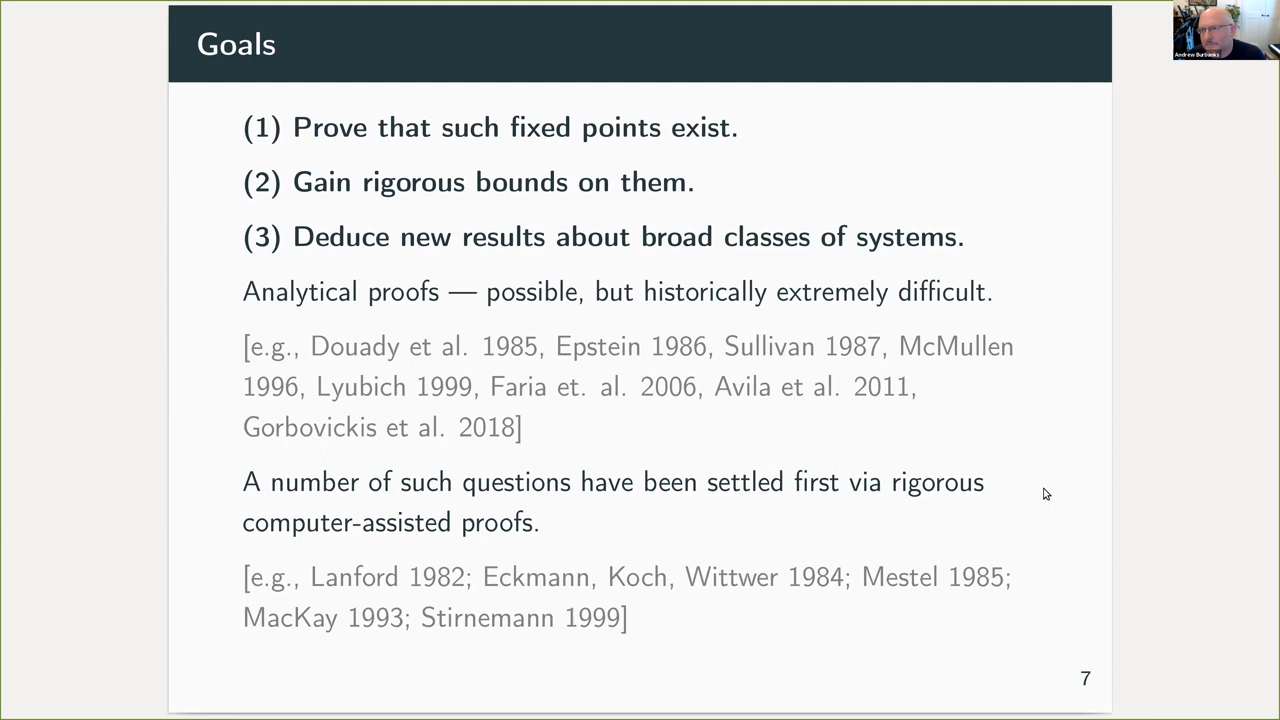 Goals
Andrew Burbanks
(1) Prove that such fixed points exist.
(2) Gain rigorous bounds on them.
(3) Deduce new results about broad classes of systems.
Analytical proofs — possible, but historically extremely difficult.
[e.g., Douady et al. 1985, Epstein 1986, Sullivan 1987, McMullen
1996, Lyubich 1999, Faria et. al. 2006, Avila et al. 2011,
Gorbovickis et al. 2018]
A number of such questions have been settled first via rigorous
computer-assisted proofs.
[e.g., Lanford 1982; Eckmann, Koch, Wittwer 1984; Mestel 1985;
MacKay 1993; Stirnemann 1999]
7